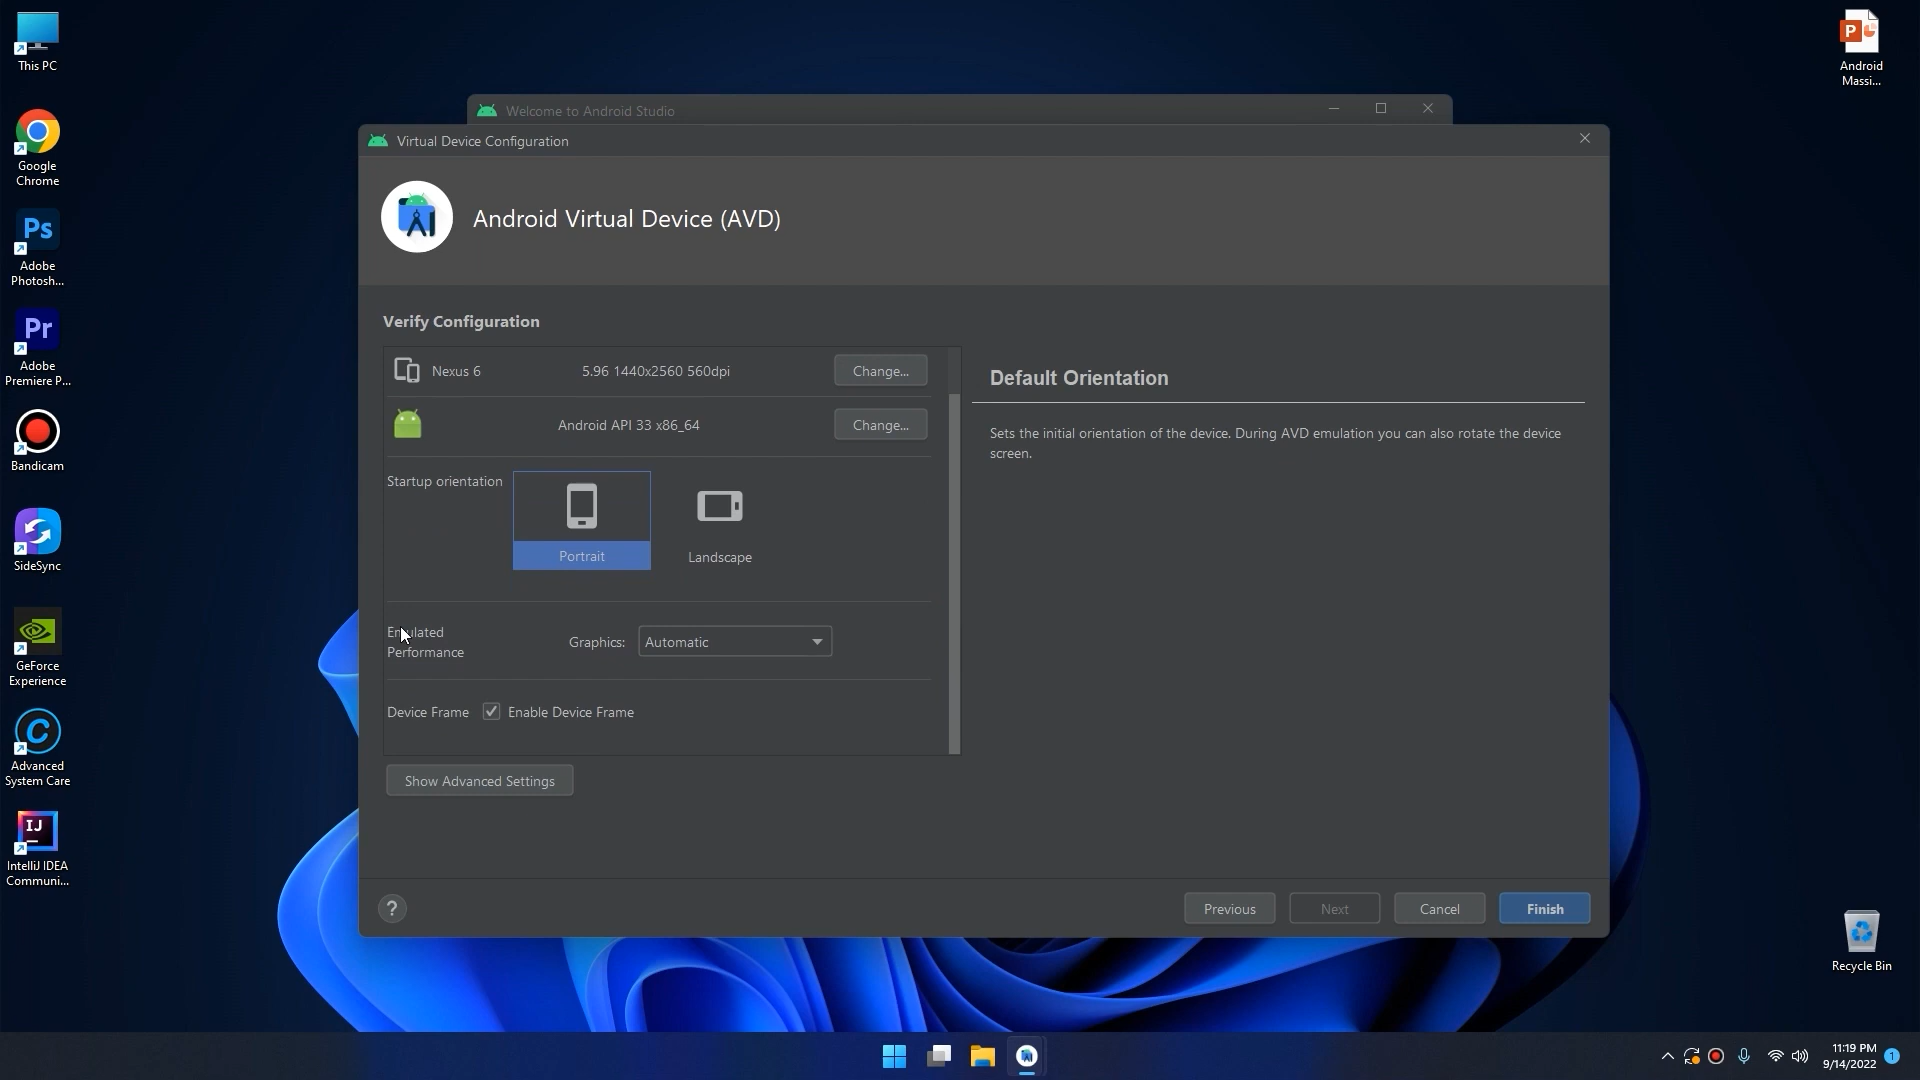 This PC
Google
Chrome
Ps
Adobe
Photosh...
Pr
Adobe
Premiere P...
Bandicam
SideSync
GeForce
Experience
C
Advanced
System Care
IJ
IntelliJ IDEA
Communi...
P
Android
Massi...
Recycle Bin
Welcome to Android Studio
Virtual Device Configuration
Android Virtual Device (AVD)
Verify Configuration
Nexus 6 5.96 1440x2560 560dpi Change...
Android API 33 x86_64 Change...
Startup orientation
Portrait
Landscape
Emulated
Performance
Graphics: Automatic
Device Frame Enable Device Frame
Show Advanced Settings
Default Orientation
Sets the initial orientation of the device. During AVD emulation you can also rotate the device
screen.
? Previous Next Cancel Finish
11:19 PM
9/14/2022
1